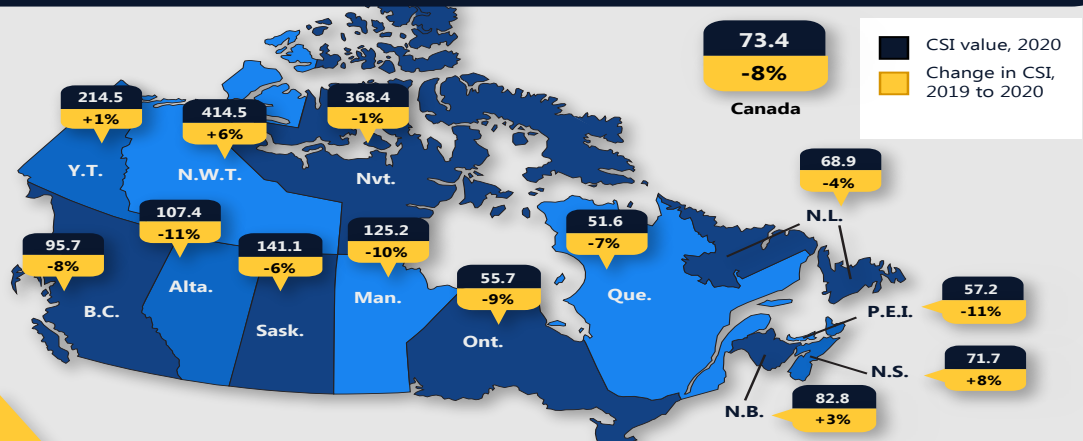 73.4
-8%
Canada
CSI value, 2020
Change in CSI,
2019 to 2020
214.5
+1%
Y.T.
414.5
+6%
N.W.T.
368.4
-1%
Nvt.
68.9
-4%
N.L.
95.7
-8%
B.C.
107.4
-11%
Alta.
141.1
-6%
Sask.
125.2
-10%
Man.
55.7
-9%
Ont.
51.6
-7%
Que.
57.2
-11%
P.E.I.
71.7
+8%
N.S.
82.8
+3%
N.B.